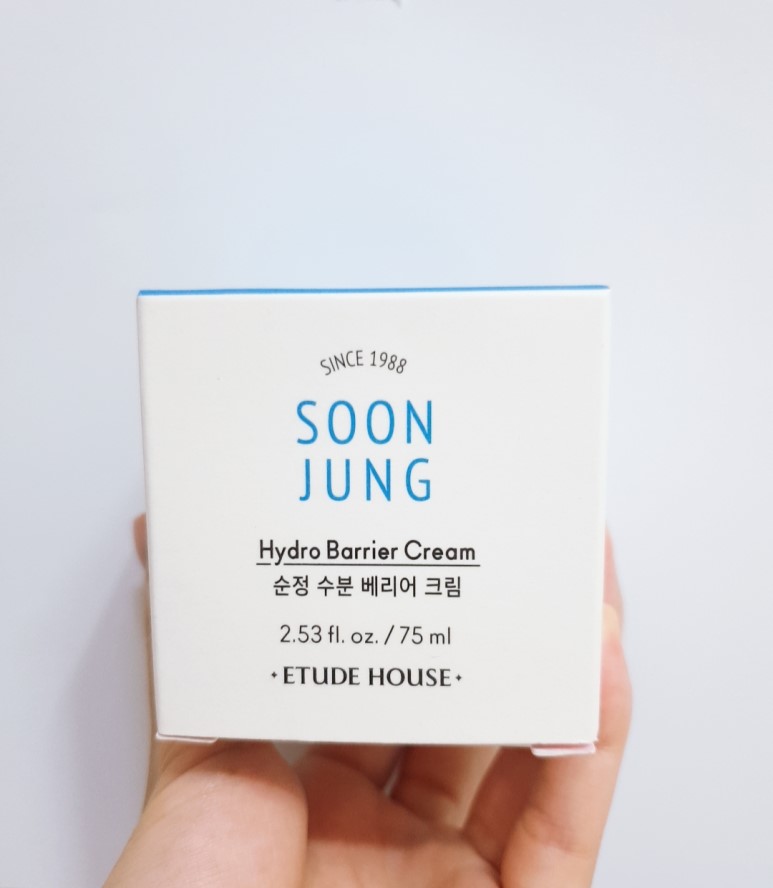 SINCE 1988
SOON
JUNG
Hydro Barrier Cream
순정 수분 베리어 크림
2.53 fl. oz. / 75 ml
ETUDE HOUSE